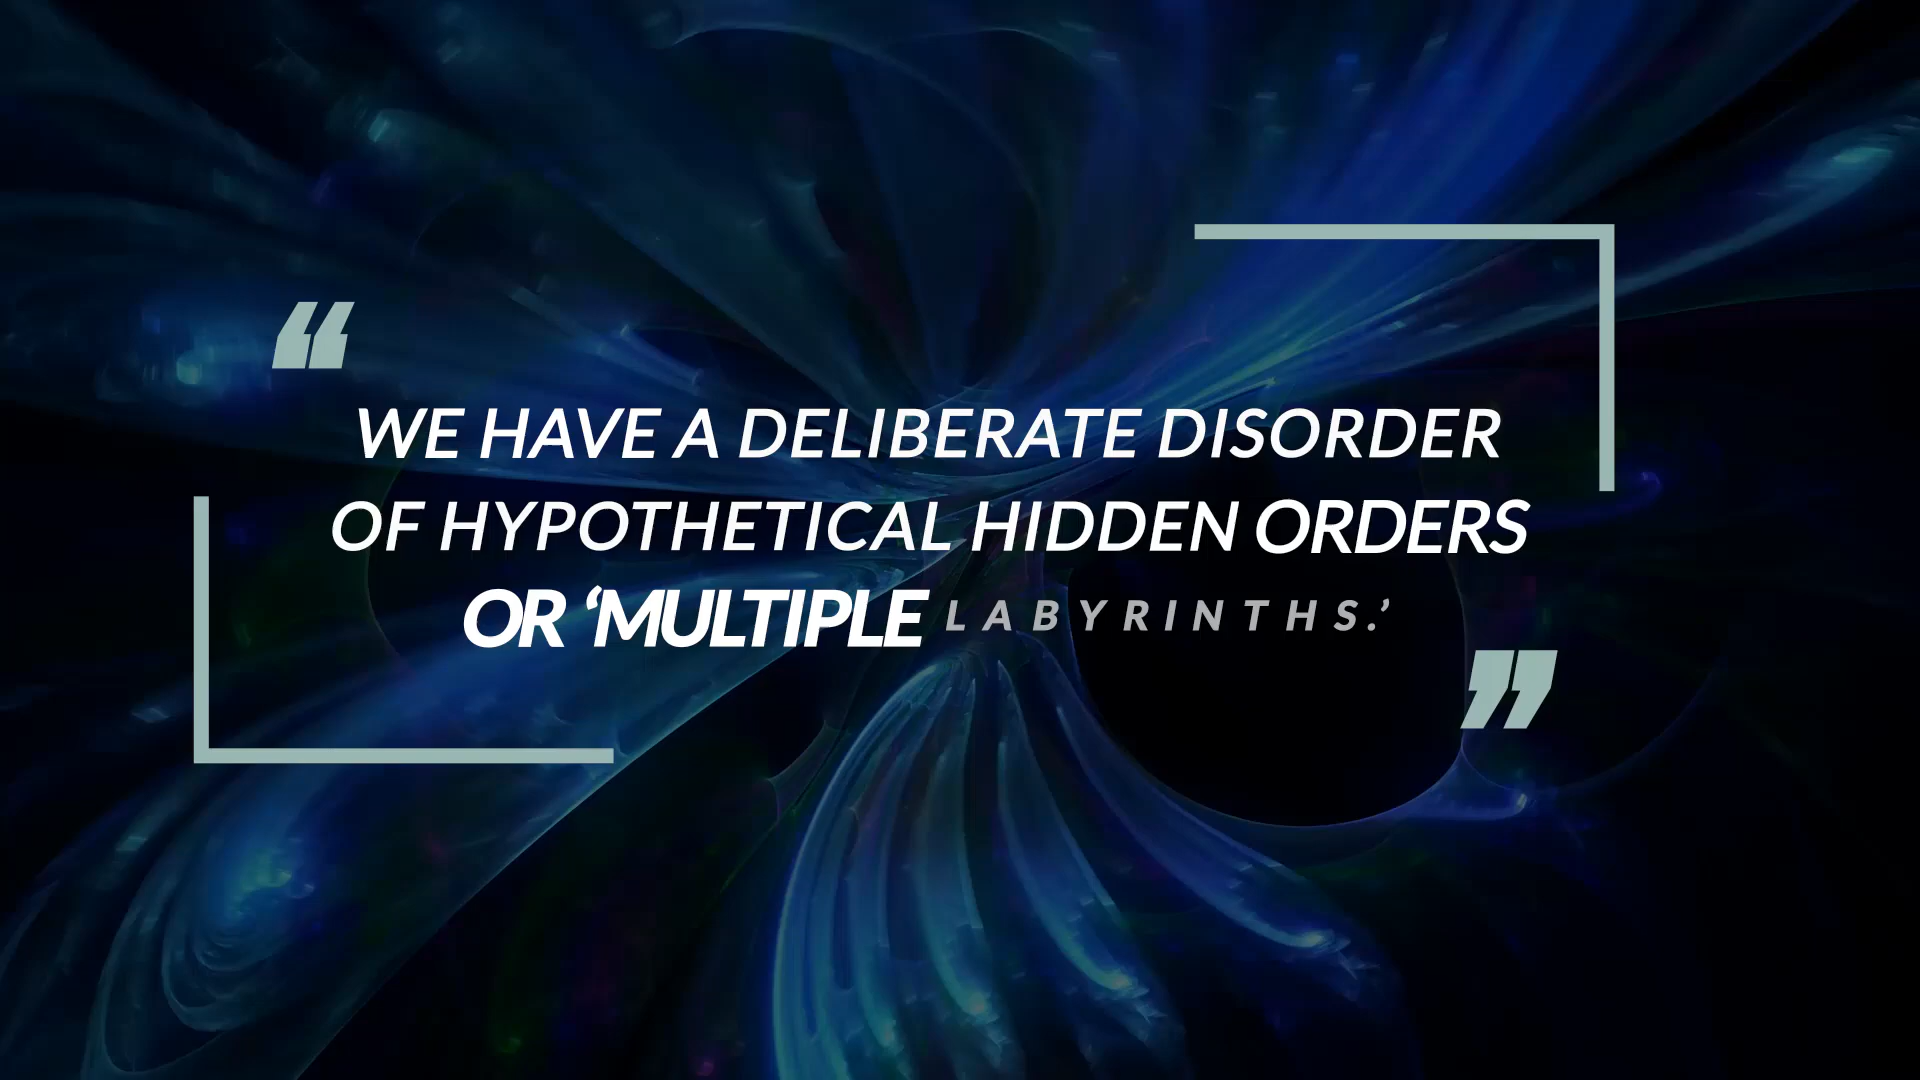 “
WE HAVE A DELIBERATE DISORDER
OF HYPOTHETICAL HIDDEN ORDERS
OR ‘MULTIPLE LABYRINTHS.’
”